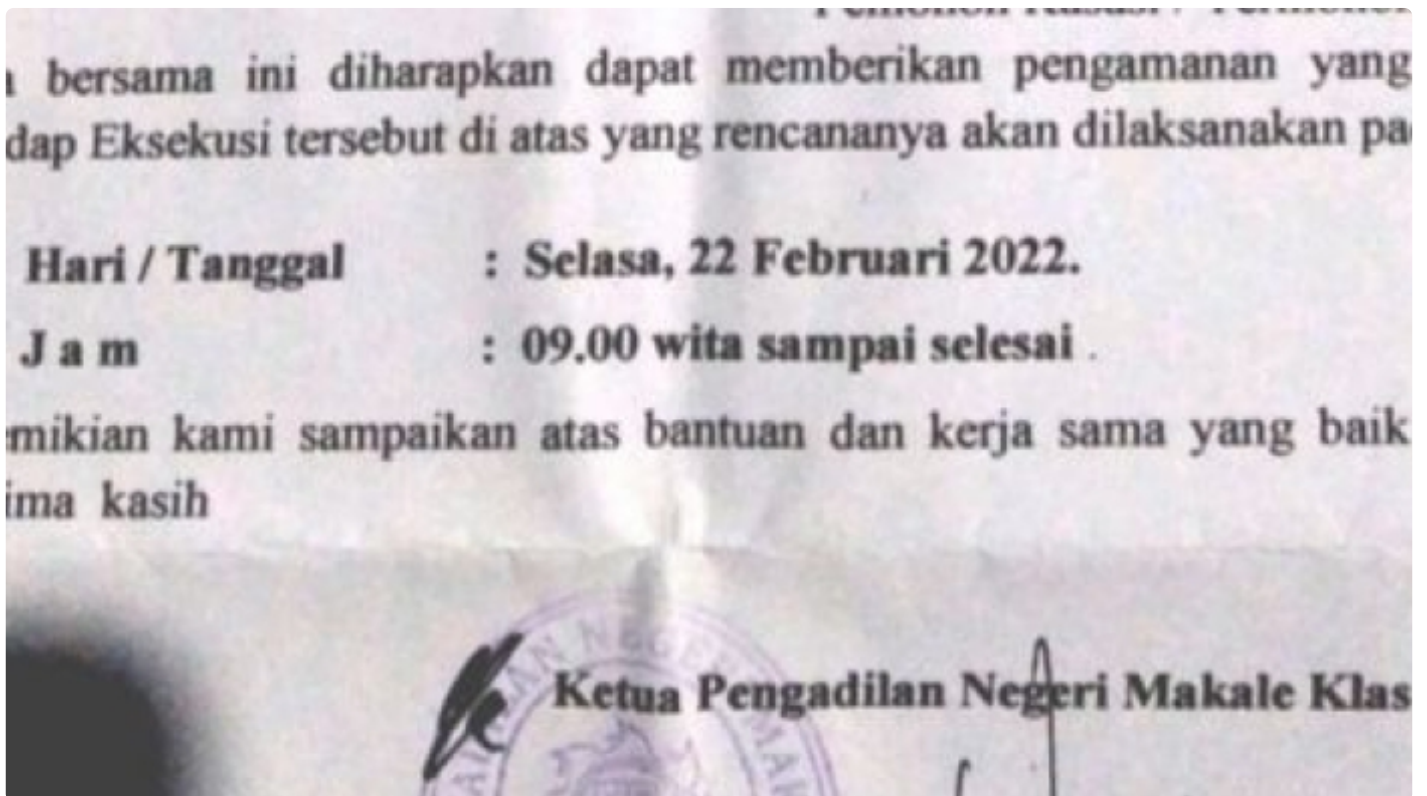 bersama ini diharapkan dapat memberikan pengamanan yang
dap Eksekusi tersebut di atas yang rencananya akan dilaksanakan pa
Hari / Tanggal : Selasa, 22 Februari 2022.
J a m : 09.00 wita sampai selesai .
mikian kami sampaikan atas bantuan dan kerja sama yang baik
ima kasih
Ketua Pengadilan Negeri Makale Klas